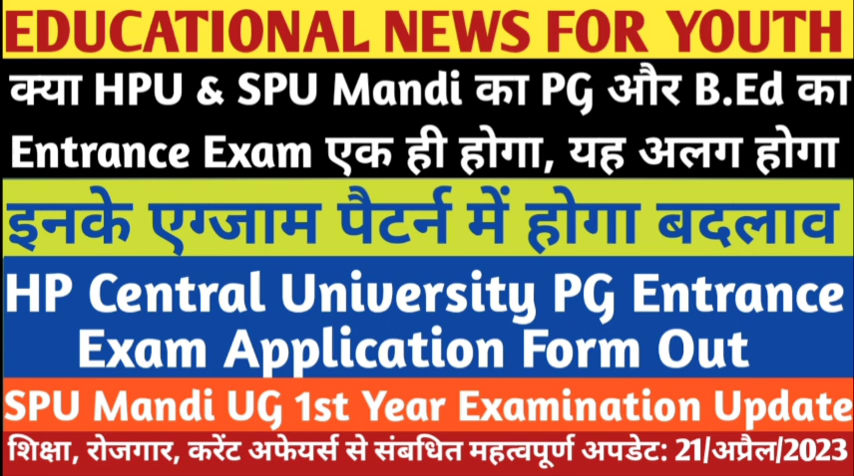 EDUCATIONAL NEWS FOR YOUTH
क्या HPU & SPU Mandi का PG और B.Ed का
Entrance Exam एक ही होगा, यह अलग होगा
इनके एग्जाम पैटर्न में होगा बदलाव
HP Central University PG Entrance
Exam Application Form Out
SPU Mandi UG 1st Year Examination Update
शिक्षा, रोजगार, करेंट अफेयर्स से संबधित महत्वपूर्ण अपडेट: 21/अप्रैल/2023